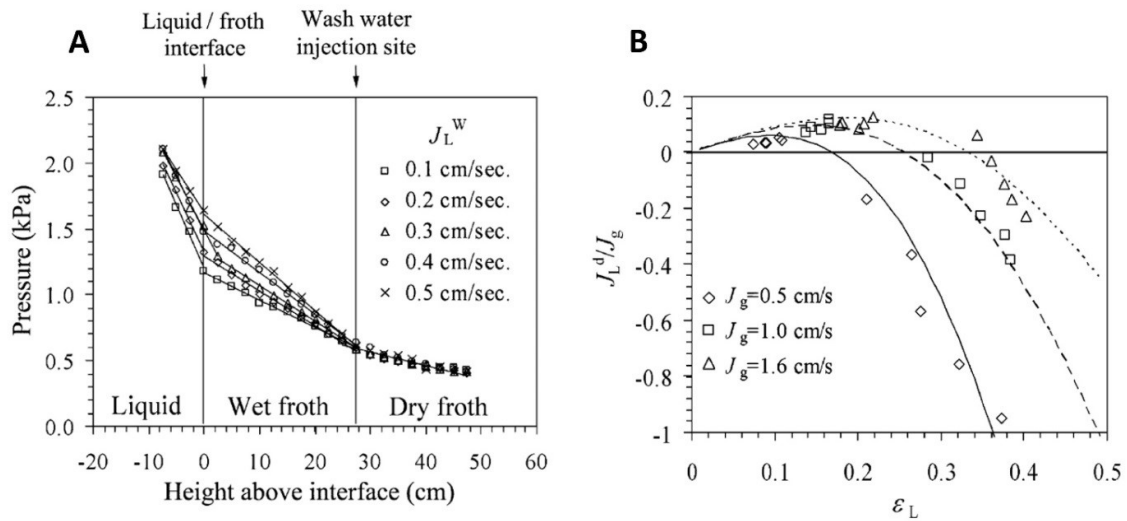 A
Liquid / froth
interface
Wash water
injection site
Pressure (kPa)
2.5
2.0
1.5
1.0
0.5
0.0
J_L^W
0.1 cm/sec.
0.2 cm/sec.
0.3 cm/sec.
0.4 cm/sec.
0.5 cm/sec.
Liquid
Wet froth
Dry froth
-20 -10 0 10 20 30 40 50 60
Height above interface (cm)
B
J_L^d/J_g
0.2
0
-0.2
-0.4
-0.6
-0.8
-1
J_g=0.5 cm/s
J_g=1.0 cm/s
J_g=1.6 cm/s
0 0.1 0.2 0.3 0.4 0.5
ε_L